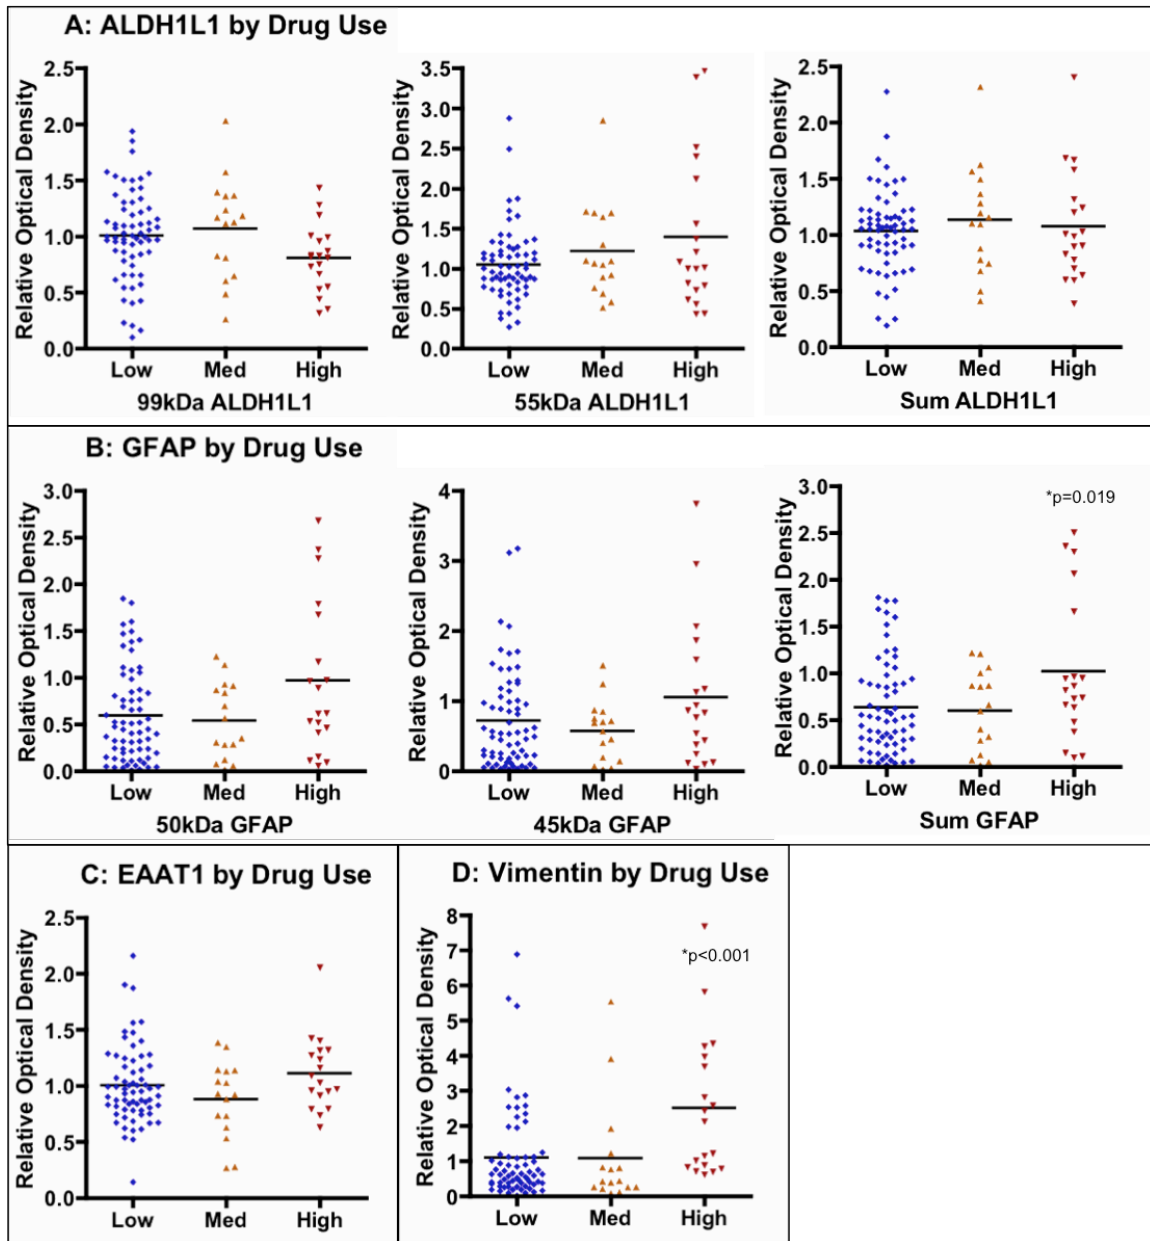 A: ALDH1L1 by Drug Use
Relative Optical Density
2.5
2.0
1.5
1.0
0.5
0.0
Low Med High
99kDa ALDH1L1
Relative Optical Density
3.5
3.0
2.5
2.0
1.5
1.0
0.5
0.0
Low Med High
55kDa ALDH1L1
Relative Optical Density
2.5
2.0
1.5
1.0
0.5
0.0
Low Med High
Sum ALDH1L1
B: GFAP by Drug Use
Relative Optical Density
3.0
2.5
2.0
1.5
1.0
0.5
0.0
Low Med High
50kDa GFAP
Relative Optical Density
4
3
2
1
0
Low Med High
45kDa GFAP
Relative Optical Density
3.0
2.5
2.0
1.5
1.0
0.5
0.0
*p=0.019
Low Med High
Sum GFAP
C: EAAT1 by Drug Use
Relative Optical Density
2.5
2.0
1.5
1.0
0.5
0.0
Low Med High
D: Vimentin by Drug Use
Relative Optical Density
8
7
6
5
4
3
2
1
0
*p<0.001
Low Med High